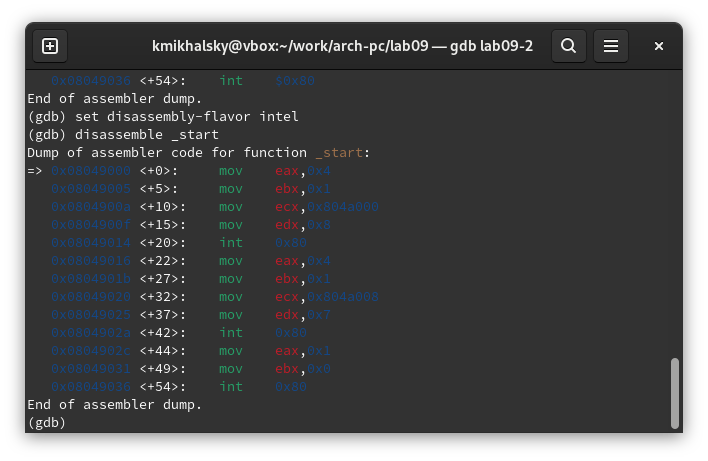 kmikhalsky@vbox:~/work/arch-pc/lab09 — gdb lab09-2
0x08049036 <+54>: int $0x80
End of assembler dump.
(gdb) set disassembly-flavor intel
(gdb) disassemble _start
Dump of assembler code for function _start:
=> 0x08049000 <+0>: mov eax,0x4
0x08049005 <+5>: mov ebx,0x1
0x0804900a <+10>: mov ecx,0x804a000
0x0804900f <+15>: mov edx,0x8
0x08049014 <+20>: int 0x80
0x08049016 <+22>: mov eax,0x4
0x0804901b <+27>: mov ebx,0x1
0x08049020 <+32>: mov ecx,0x804a008
0x08049025 <+37>: mov edx,0x7
0x0804902a <+42>: int 0x80
0x0804902c <+44>: mov eax,0x1
0x08049031 <+49>: mov ebx,0x0
0x08049036 <+54>: int 0x80
End of assembler dump.
(gdb)